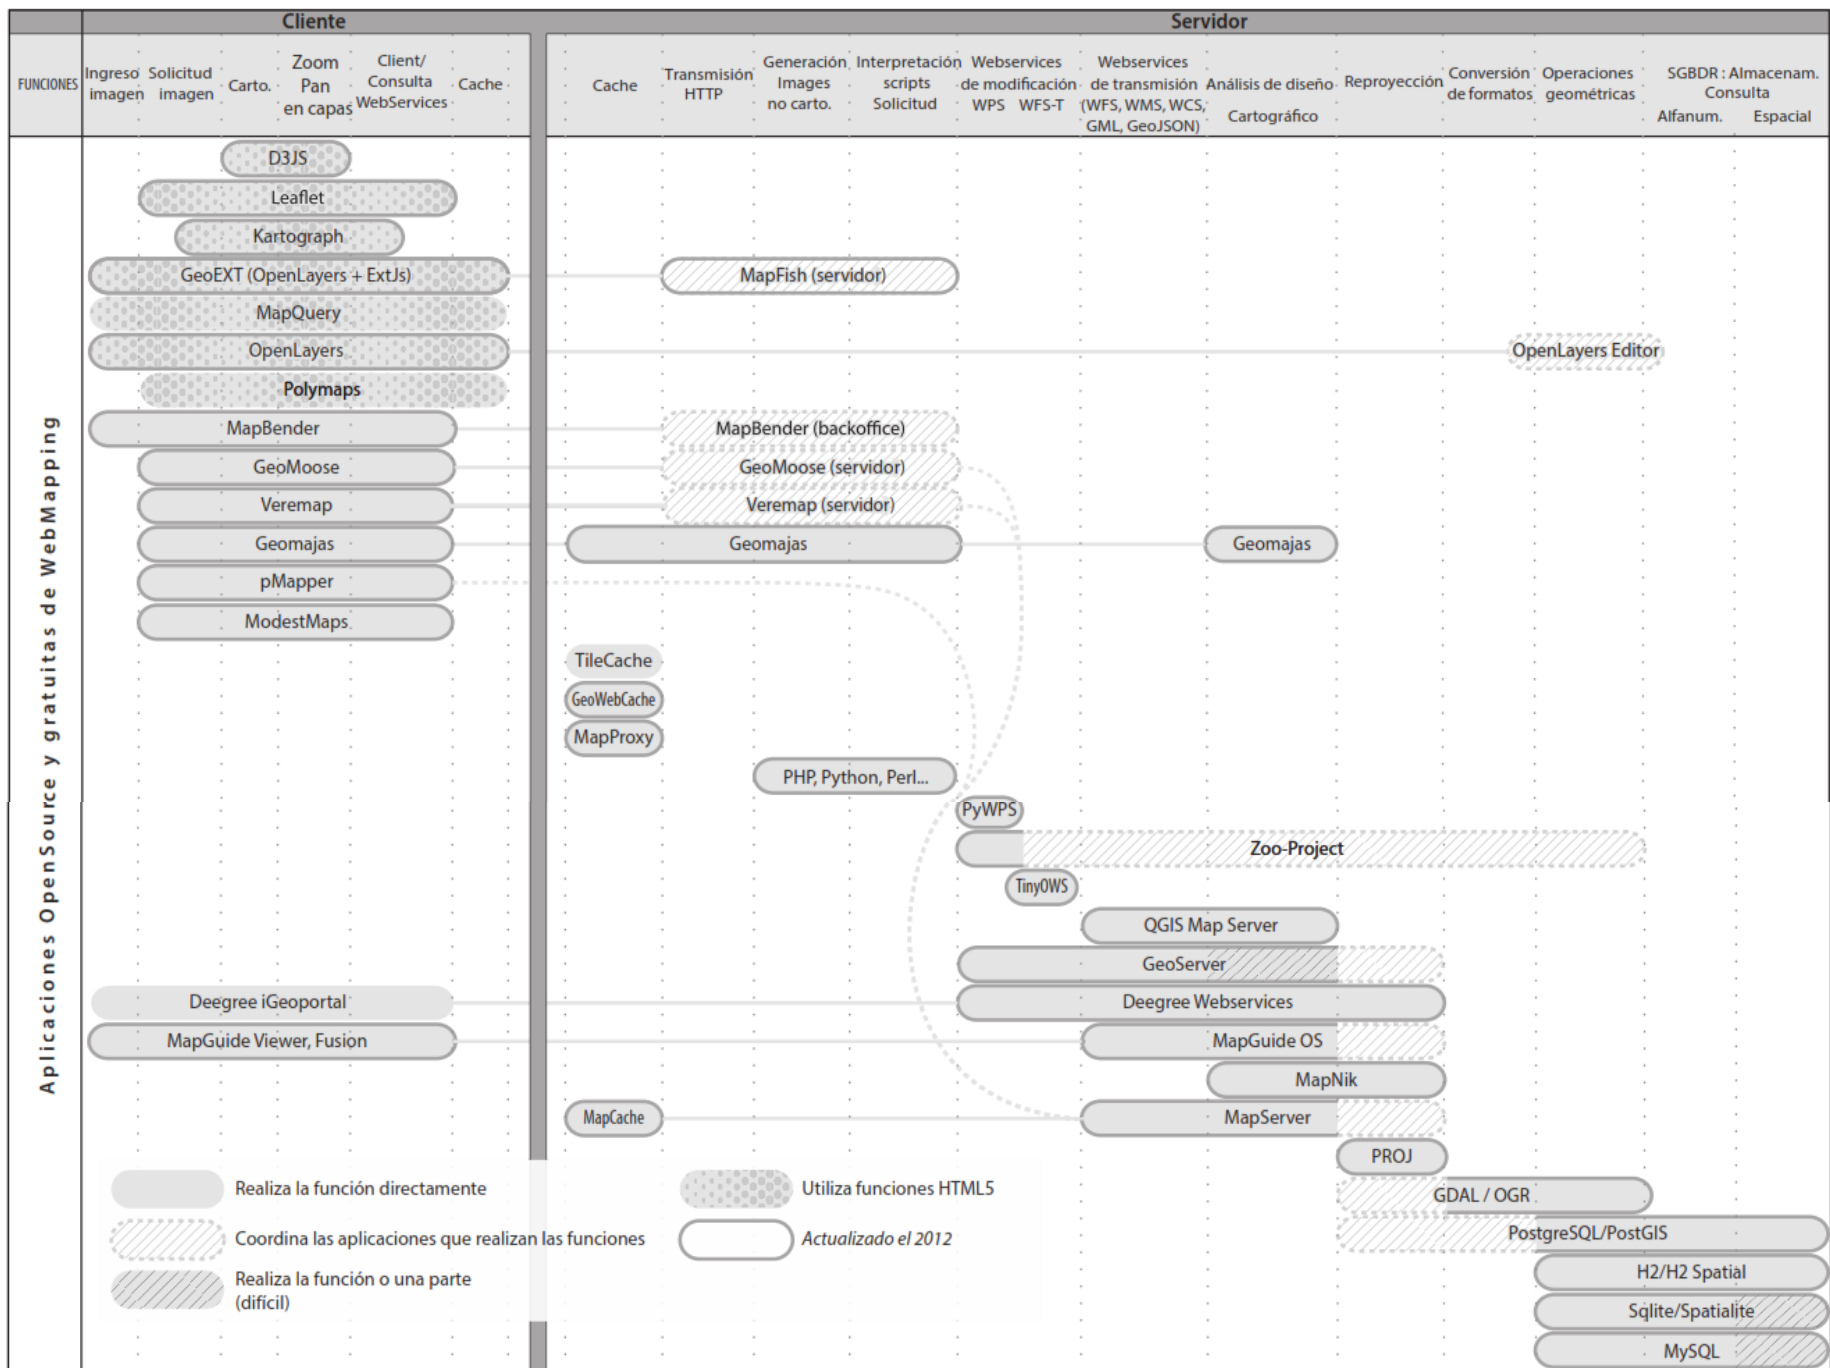 Cliente
Servidor
FUNCIONES
Ingreso imagen
Solicitud imagen
Carto.
Zoom Pan en capas
Client/ Consulta WebServices
Cache
Cache
Transmisión HTTP
Generación Images no carto.
Interpretación scripts Solicitud
Webservices de modificación WPS WFS-T
Webservices de transmisión (WFS, WMS, WCS, GML, GeoJSON)
Análisis de diseño Cartográfico
Reproyección
Conversión de formatos
Operaciones geométricas
SGBDR : Almacenam. Consulta
Alfanum. Espacial
Aplicaciones OpenSource y gratuitas de WebMapping
D3JS
Leaflet
Kartograph
GeoEXT (OpenLayers + ExtJs)
MapFish (servidor)
MapQuery
OpenLayers
OpenLayers Editor
Polymaps
MapBender
MapBender (backoffice)
GeoMoose
GeoMoose (servidor)
Veremap
Veremap (servidor)
Geomajas
Geomajas
Geomajas
pMapper
ModestMaps
TileCache
GeoWebCache
MapProxy
PHP, Python, Perl...
PyWPS
Zoo-Project
TinyOWS
QGIS Map Server
GeoServer
Deegree iGeoportal
Deegree Webservices
MapGuide Viewer, Fusion
MapGuide OS
MapNik
MapCache
MapServer
PROJ
GDAL / OGR
PostgreSQL/PostGIS
H2/H2 Spatial
Sqlite/Spatialite
MySQL
Realiza la función directamente
Utiliza funciones HTML5
Coordina las aplicaciones que realizan las funciones
Actualizado el 2012
Realiza la función o una parte
(difícil)